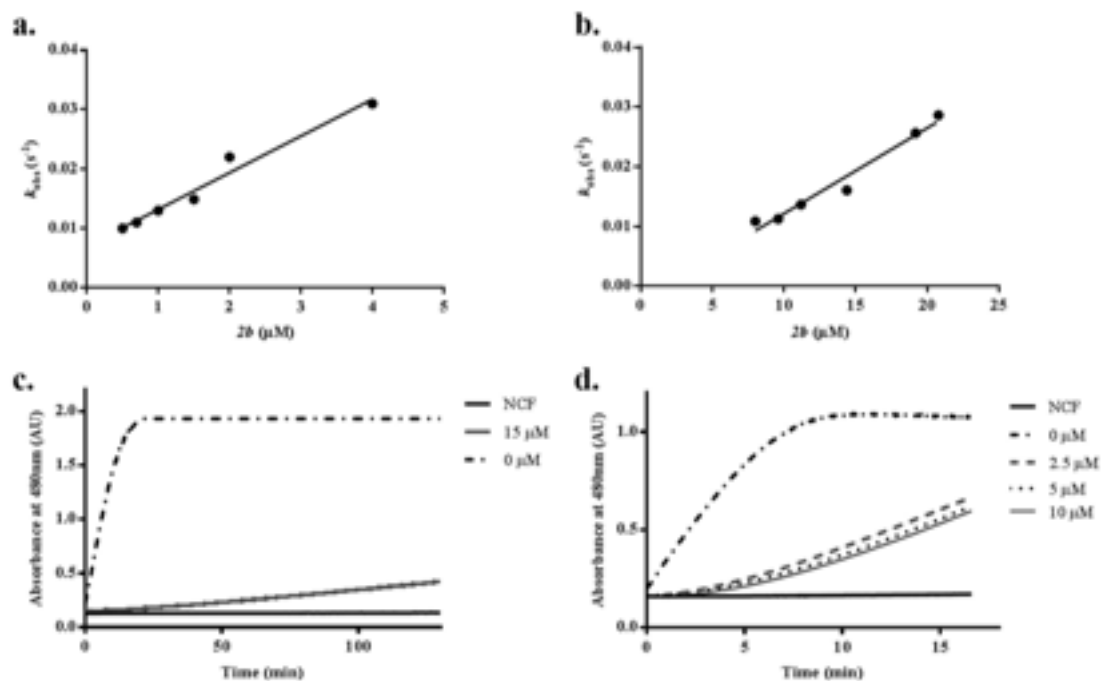 a.
0.04
0.03
0.02
0.01
0.00
k_obs (s⁻¹)
0 1 2 3 4 5
2b (µM)
b.
0.04
0.03
0.02
0.01
0.00
k_obs (s⁻¹)
0 5 10 15 20 25
2b (µM)
c.
2.0
1.5
1.0
0.5
0.0
Absorbance at 480nm (AU)
0 50 100
Time (min)
NCF
15 µM
0 µM
d.
1.0
0.5
0.0
Absorbance at 480nm (AU)
0 5 10 15
Time (min)
NCF
0 µM
2.5 µM
5 µM
10 µM